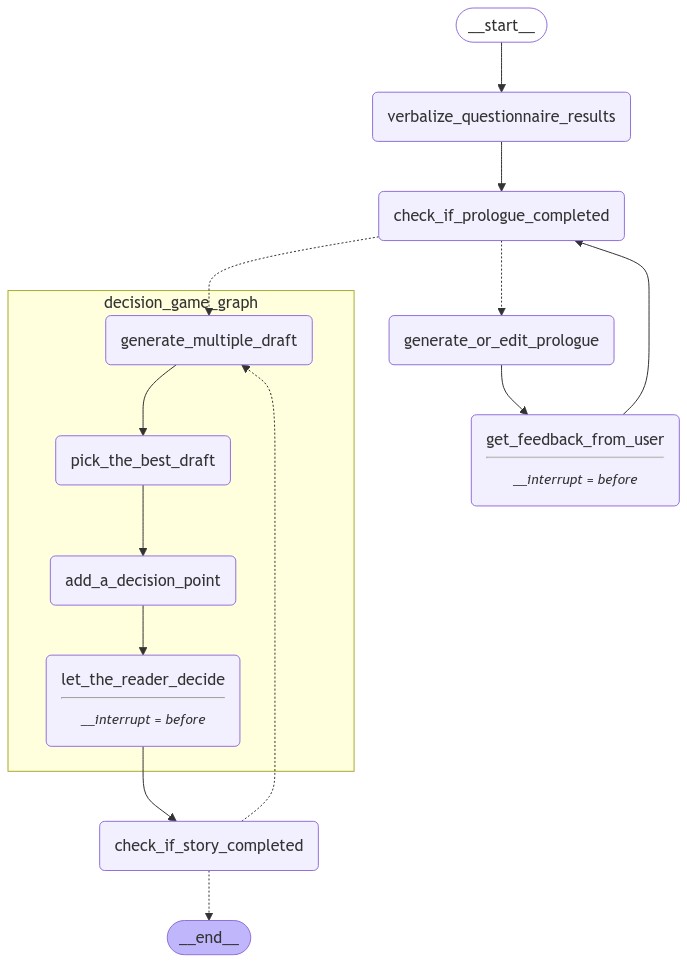 __start__
verbalize_questionnaire_results
check_if_prologue_completed
decision_game_graph
generate_multiple_draft
generate_or_edit_prologue
pick_the_best_draft
get_feedback_from_user
__interrupt = before
add_a_decision_point
let_the_reader_decide
__interrupt = before
check_if_story_completed
__end__